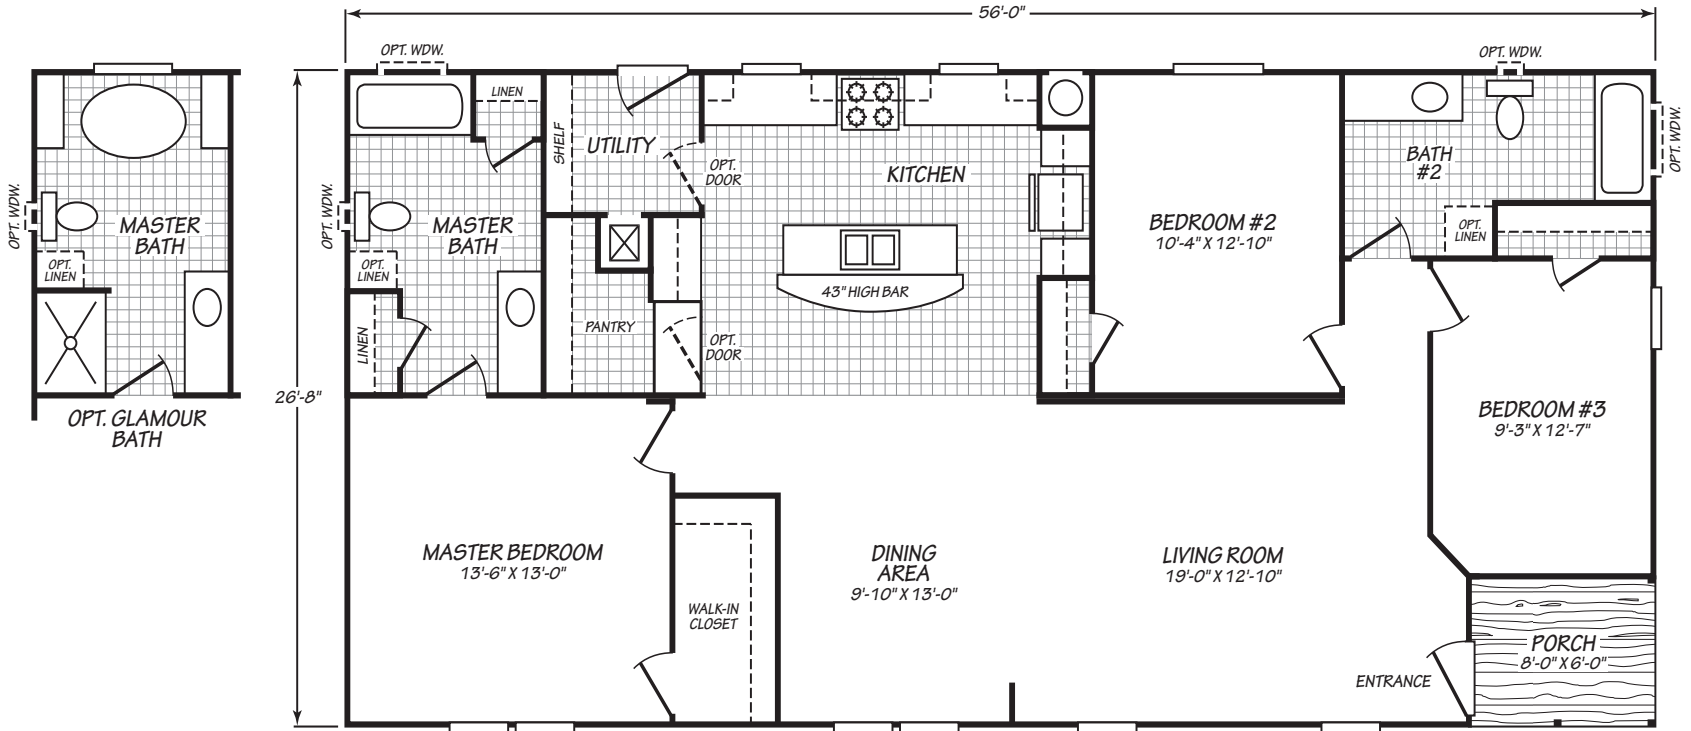 56'-0"
OPT. WDW.
OPT. WDW.
LINEN
SHELF
UTILITY
OPT.
DOOR
KITCHEN
BATH
#2
OPT. WDW.
OPT. WDW.
MASTER
BATH
OPT.
LINEN
OPT. GLAMOUR
BATH
26'-8"
OPT. WDW.
MASTER
BATH
OPT.
LINEN
LINEN
PANTRY
OPT.
DOOR
43" HIGH BAR
BEDROOM #2
10'-4" X 12'-10"
OPT.
LINEN
BEDROOM #3
9'-3" X 12'-7"
MASTER BEDROOM
13'-6" X 13'-0"
WALK-IN
CLOSET
DINING
AREA
9'-10" X 13'-0"
LIVING ROOM
19'-0" X 12'-10"
ENTRANCE
PORCH
8'-0" X 6'-0"